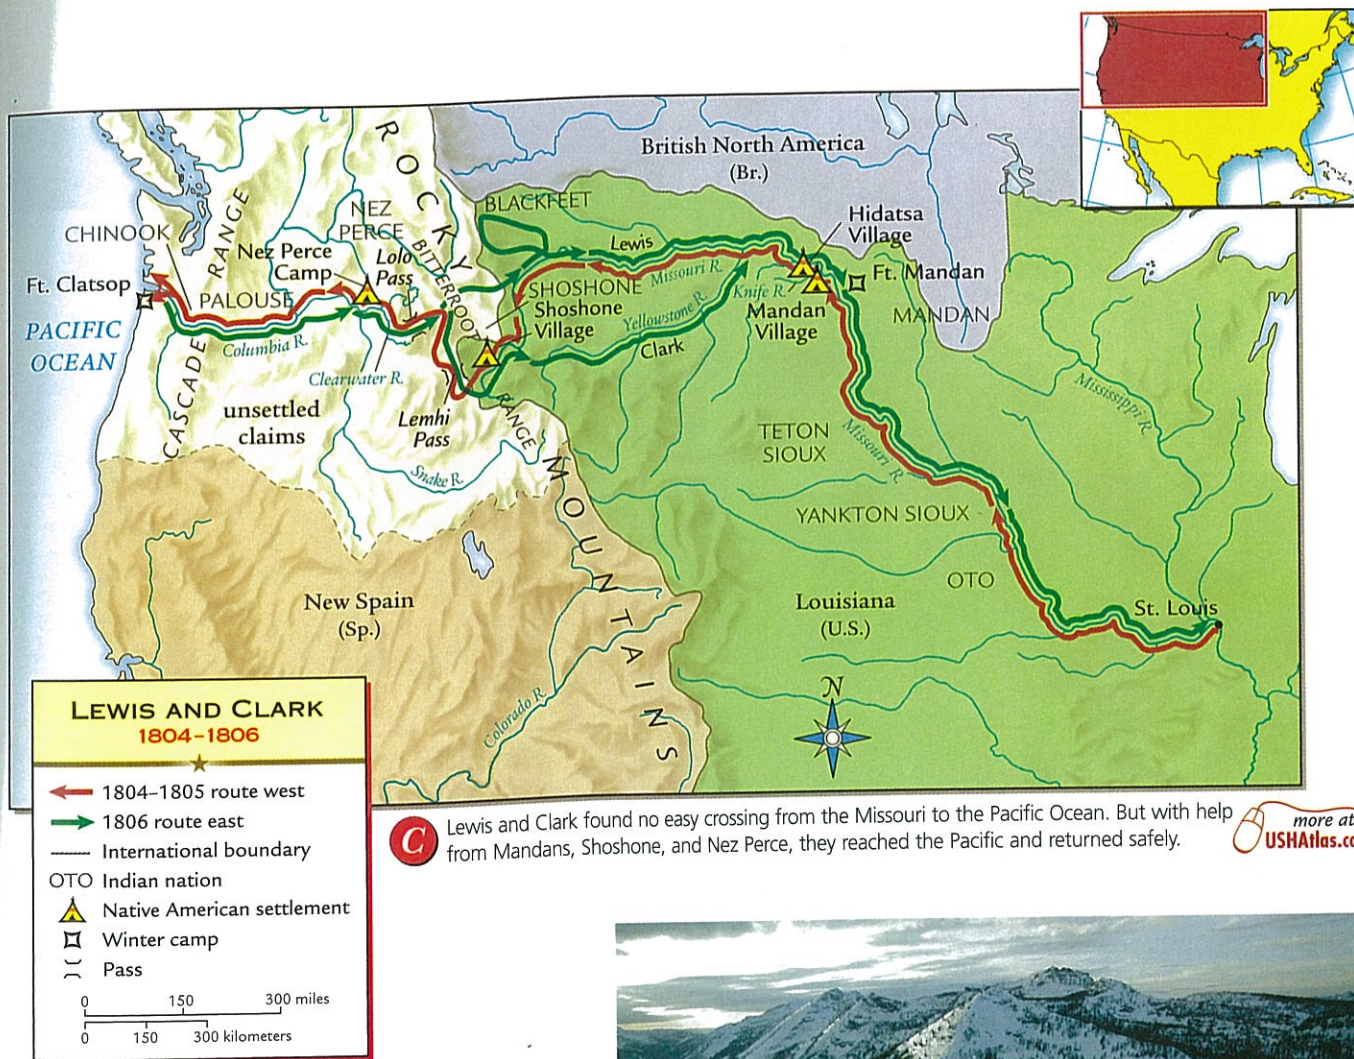 British North America
(Br.)
ROCKY
MOUNTAINS
BLACKFEET
NEZ
PERCE
Hidatsa
Village
CHINOOK
CASCADE RANGE
Nez Perce
Camp
Lolo
Pass
BITTERROOT
RANGE
Lewis
Ft. Clatsop
PALOUSE
SHOSHONE
Missouri R.
Ft. Mandan
Shoshone
Village
Knife R.
Mandan
Village
MANDAN
PACIFIC
OCEAN
Columbia R.
Yellowstone R.
Clark
Clearwater R.
Mississippi R.
unsettled
claims
Lemhi
Pass
TETON
SIOUX
Missouri R.
Snake R.
YANKTON SIOUX
OTO
New Spain
(Sp.)
Louisiana
(U.S.)
St. Louis
Colorado R.
N
LEWIS AND CLARK
1804–1806
1804–1805 route west
1806 route east
International boundary
OTO Indian nation
Native American settlement
Winter camp
Pass
0 150 300 miles
0 150 300 kilometers
C Lewis and Clark found no easy crossing from the Missouri to the Pacific Ocean. But with help
from Mandans, Shoshone, and Nez Perce, they reached the Pacific and returned safely.
more at
USHAtlas.co